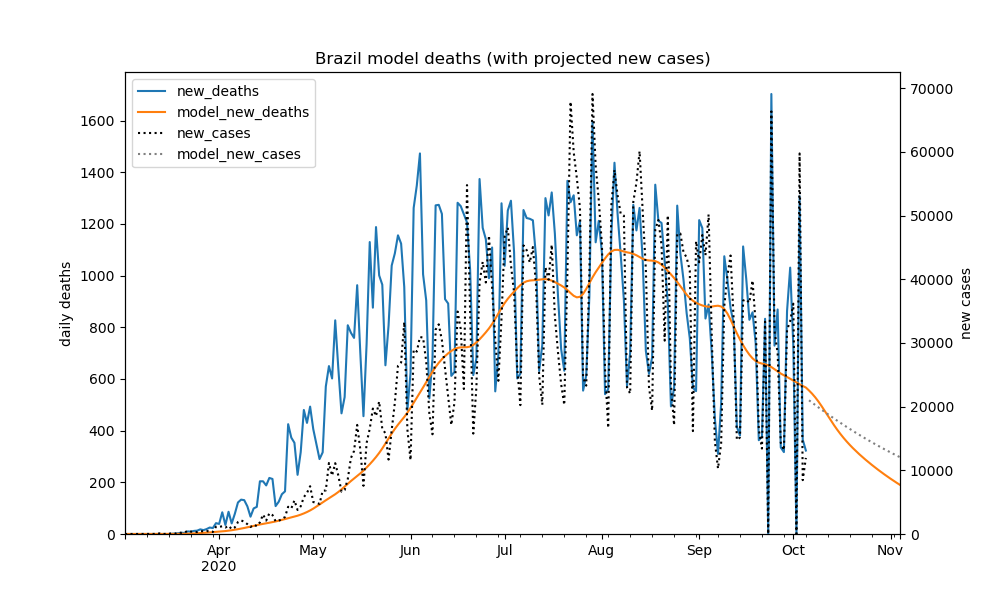 Brazil model deaths (with projected new cases)
new_deaths
model_new_deaths
new_cases
model_new_cases
daily deaths
1600
1400
1200
1000
800
600
400
200
0
70000
60000
50000
40000
30000
20000
10000
0
new cases
Apr
2020
May
Jun
Jul
Aug
Sep
Oct
Nov